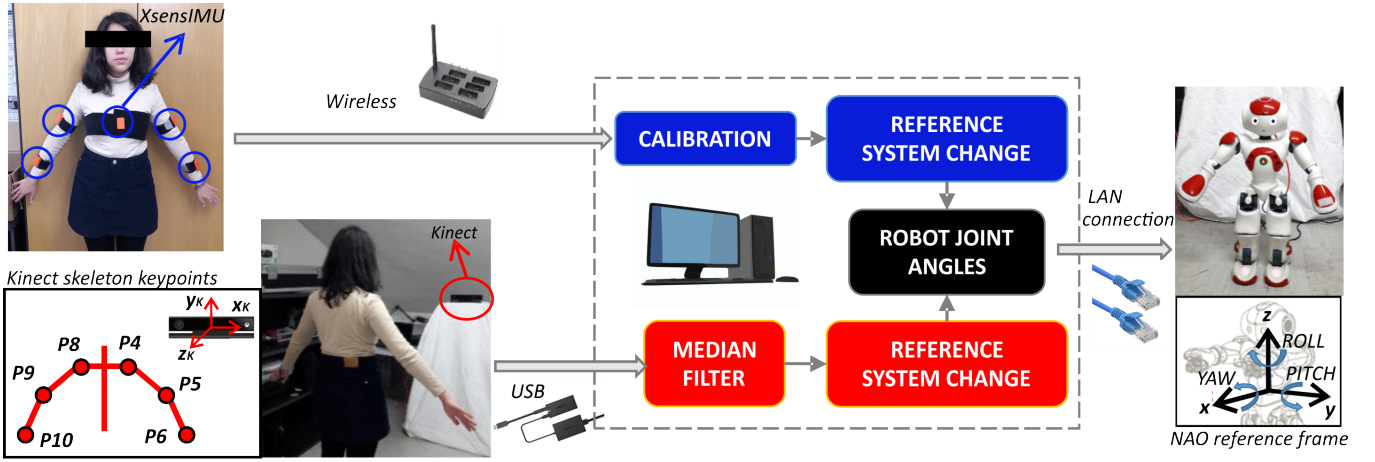 XsensIMU
Wireless
CALIBRATION
REFERENCE
SYSTEM CHANGE
LAN
connection
ROBOT JOINT
ANGLES
Kinect
Kinect skeleton keypoints
yK
xK
zK
P8
P4
P9
P5
P10
P6
USB
MEDIAN
FILTER
REFERENCE
SYSTEM CHANGE
z
ROLL
YAW
PITCH
x
y
NAO reference frame